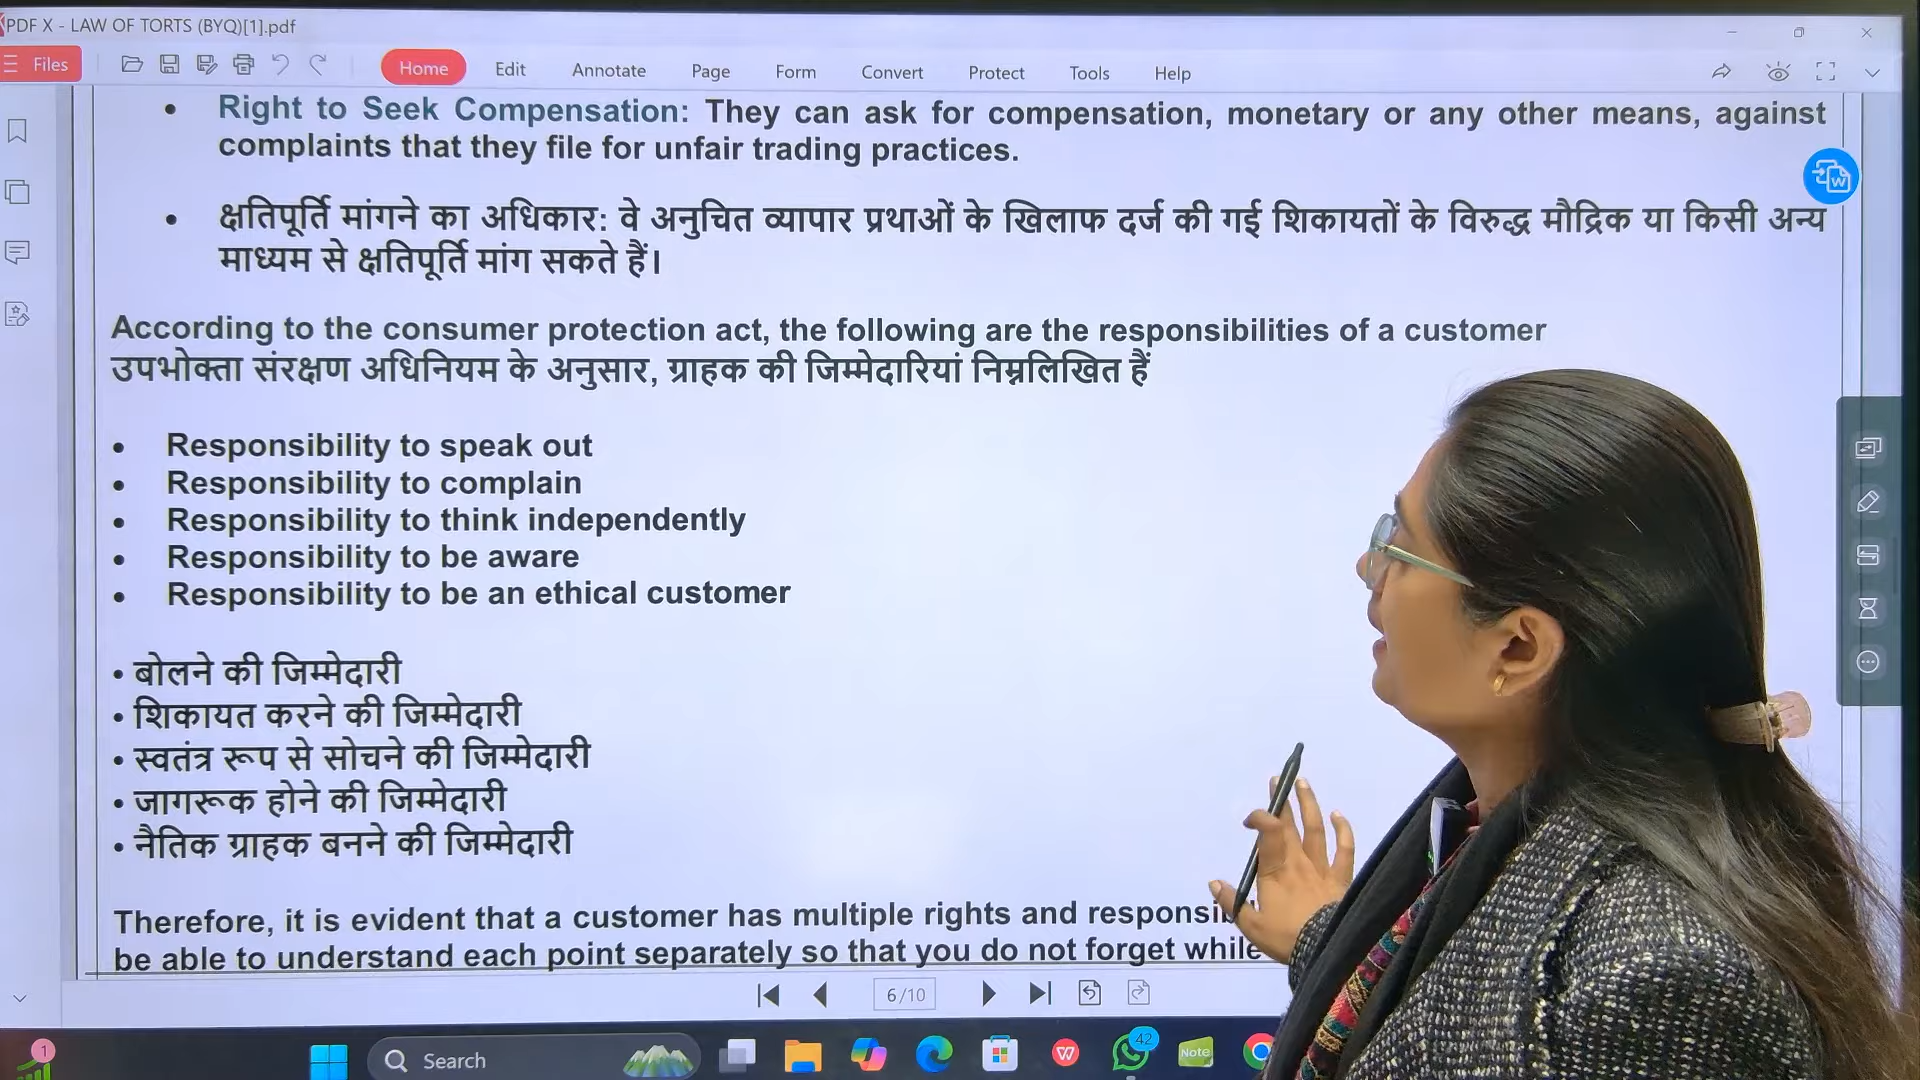 PDF X - LAW OF TORTS (BYQ)[1].pdf
Files Home Edit Annotate Page Form Convert Protect Tools Help
• Right to Seek Compensation: They can ask for compensation, monetary or any other means, against
complaints that they file for unfair trading practices.
• क्षतिपूर्ति मांगने का अधिकार: वे अनुचित व्यापार प्रथाओं के खिलाफ दर्ज की गई शिकायतों के विरुद्ध मौद्रिक या किसी अन्य
माध्यम से क्षतिपूर्ति मांग सकते हैं।
According to the consumer protection act, the following are the responsibilities of a customer
उपभोक्ता संरक्षण अधिनियम के अनुसार, ग्राहक की जिम्मेदारियां निम्नलिखित हैं
• Responsibility to speak out
• Responsibility to complain
• Responsibility to think independently
• Responsibility to be aware
• Responsibility to be an ethical customer
• बोलने की जिम्मेदारी
• शिकायत करने की जिम्मेदारी
• स्वतंत्र रूप से सोचने की जिम्मेदारी
• जागरूक होने की जिम्मेदारी
• नैतिक ग्राहक बनने की जिम्मेदारी
Therefore, it is evident that a customer has multiple rights and
be able to understand each point separately so that you do not forget while
6/10
1 Search 42 Note